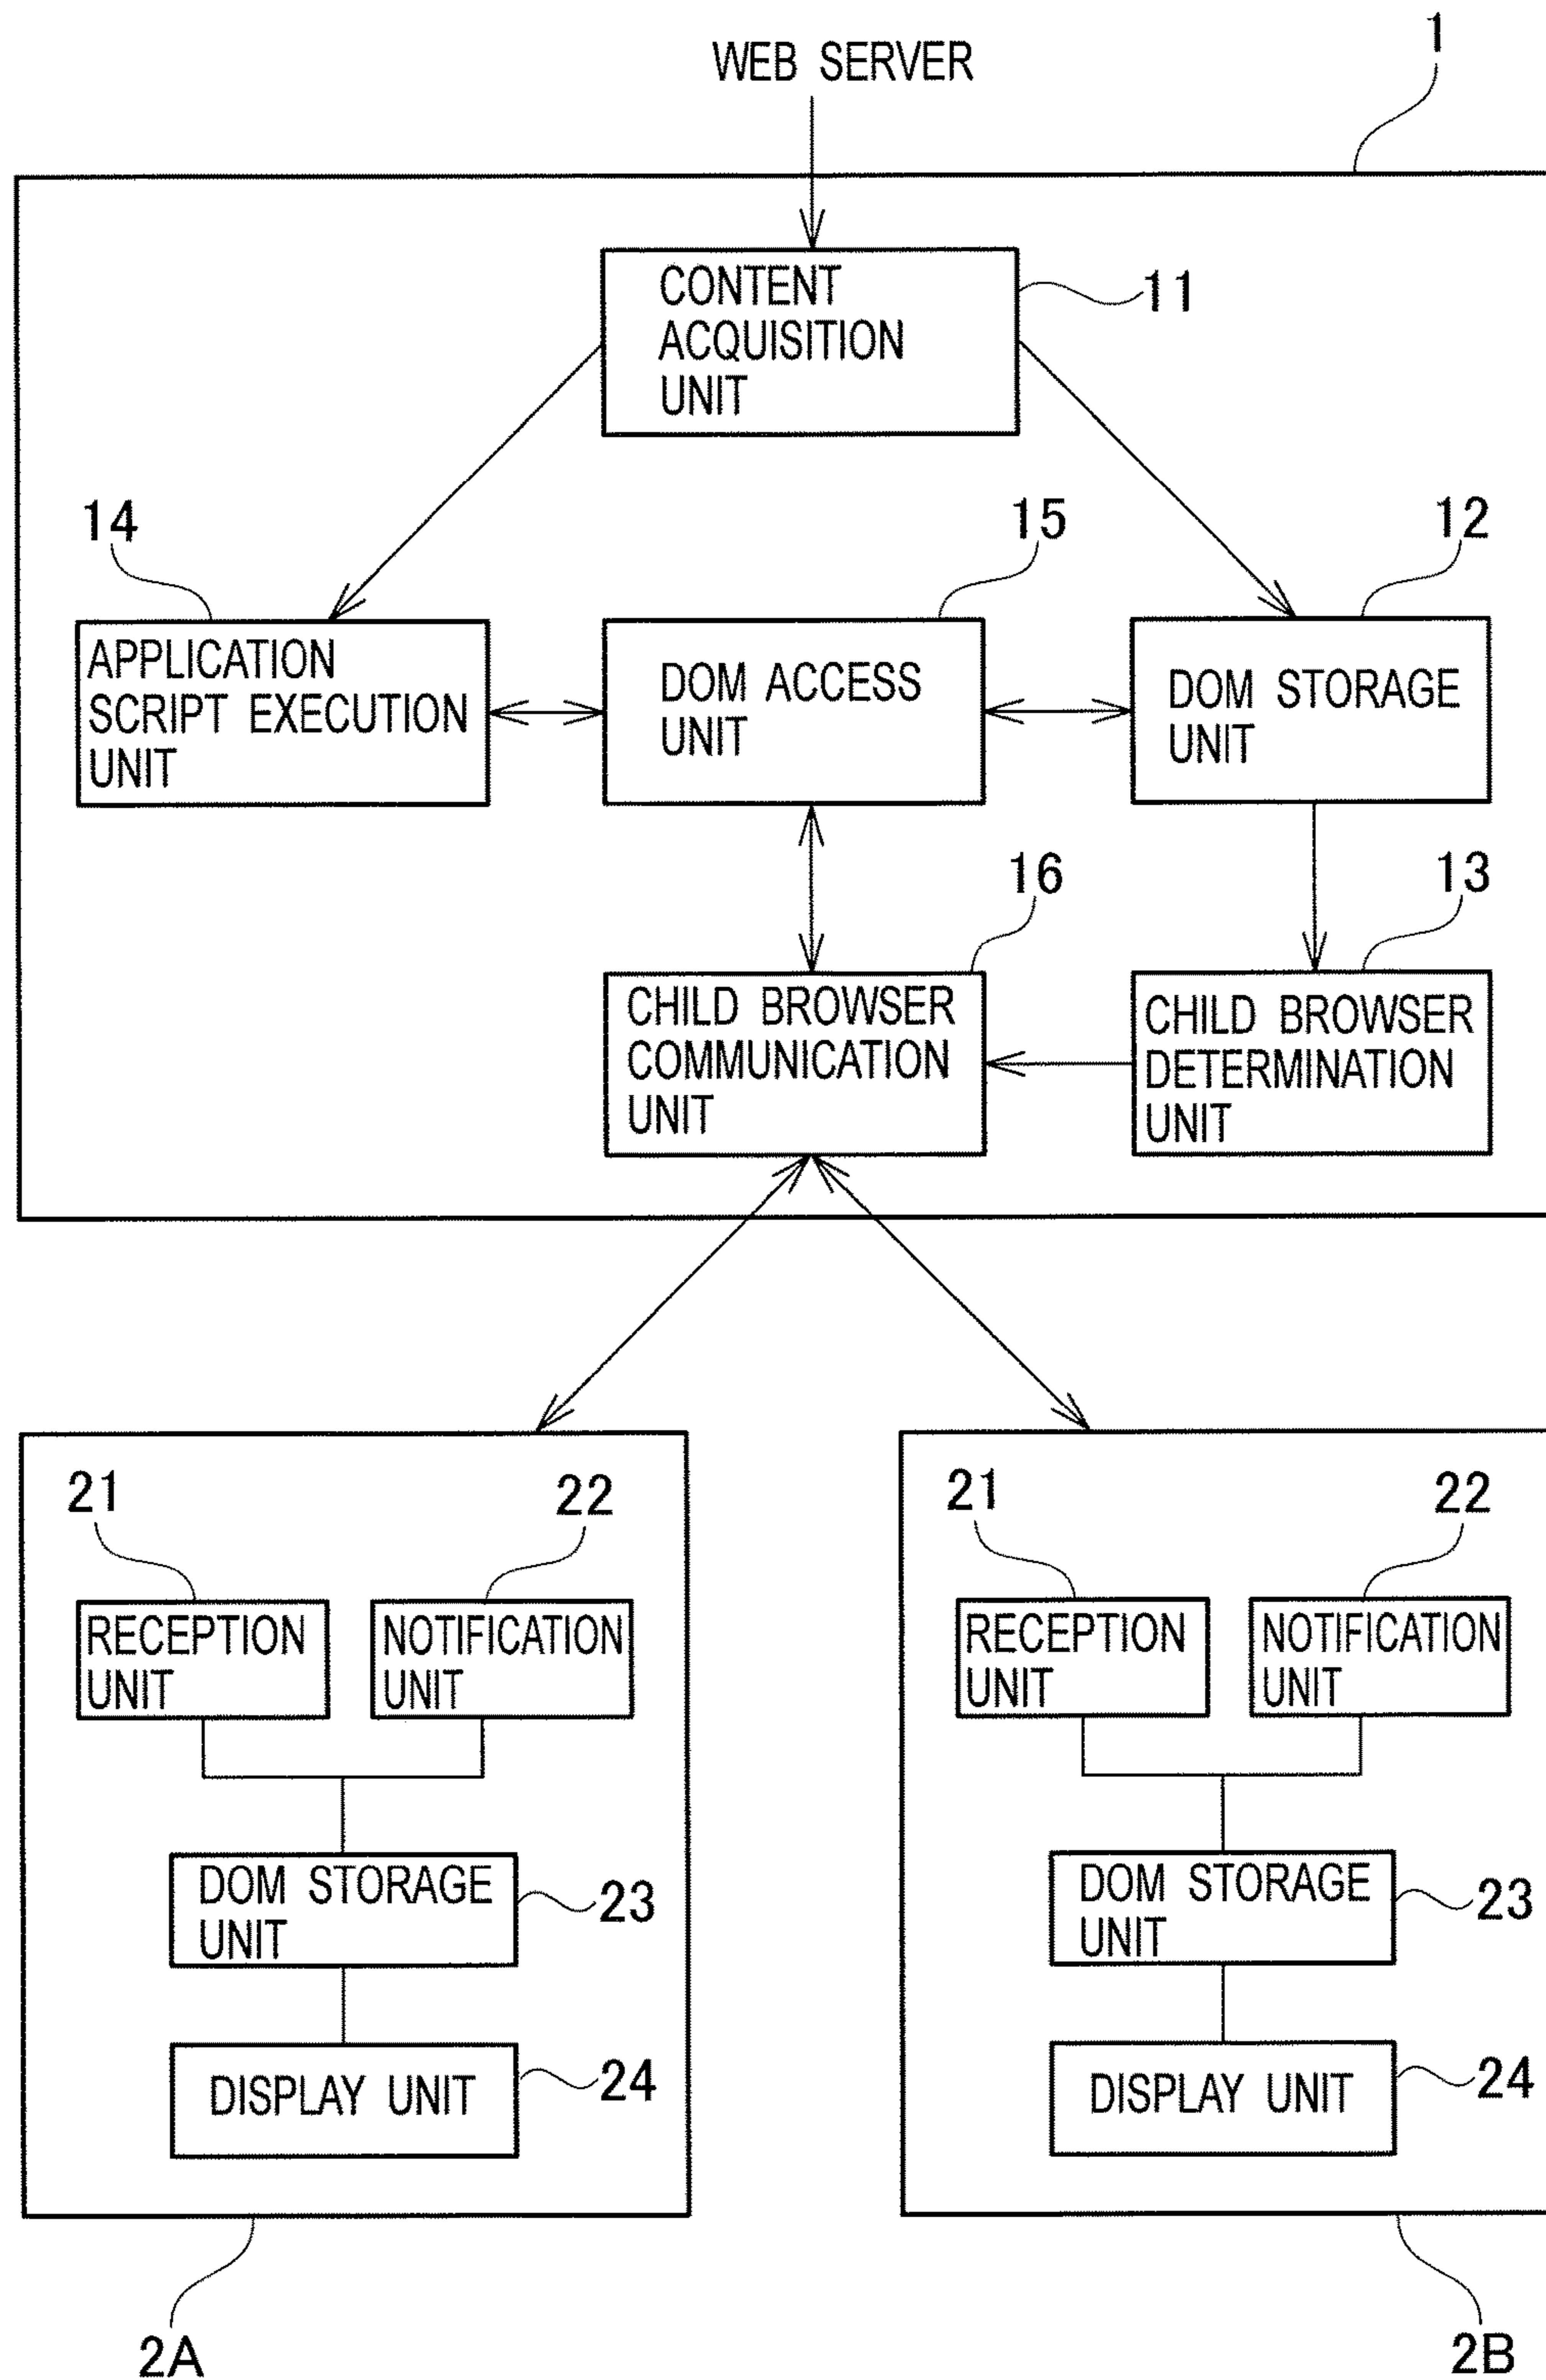 1
WEB SERVER
CONTENT
ACQUISITION
UNIT
11
14
15
12
APPLICATION
SCRIPT EXECUTION
UNIT
DOM ACCESS
UNIT
DOM STORAGE
UNIT
16
13
CHILD BROWSER
COMMUNICATION
UNIT
CHILD BROWSER
DETERMINATION
UNIT
21
22
RECEPTION
UNIT
NOTIFICATION
UNIT
DOM STORAGE
UNIT
23
DISPLAY UNIT
24
2A
21
22
RECEPTION
UNIT
NOTIFICATION
UNIT
DOM STORAGE
UNIT
23
DISPLAY UNIT
24
2B